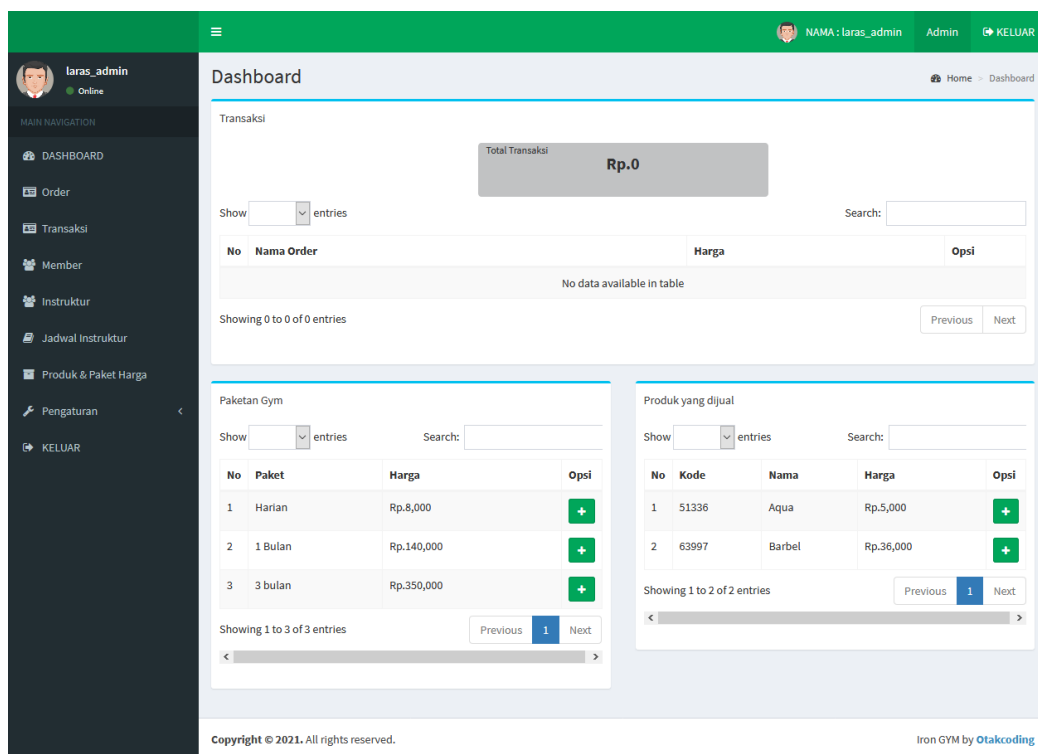 NAMA : laras_admin Admin KELUAR
laras_admin
Online
MAIN NAVIGATION
DASHBOARD
Order
Transaksi
Member
Instruktur
Jadwal Instruktur
Produk & Paket Harga
Pengaturan
KELUAR
Dashboard
Home > Dashboard
Transaksi
Total Transaksi
Rp.0
Show entries Search:
No Nama Order Harga Opsi
No data available in table
Showing 0 to 0 of 0 entries Previous Next
Paketan Gym
Show entries Search:
No Paket Harga Opsi
1 Harian Rp.8,000 +
2 1 Bulan Rp.140,000 +
3 3 bulan Rp.350,000 +
Showing 1 to 3 of 3 entries Previous 1 Next
Produk yang dijual
Show entries Search:
No Kode Nama Harga Opsi
1 51336 Aqua Rp.5,000 +
2 63997 Barbel Rp.36,000 +
Showing 1 to 2 of 2 entries Previous 1 Next
Copyright © 2021. All rights reserved. Iron GYM by Otakcoding